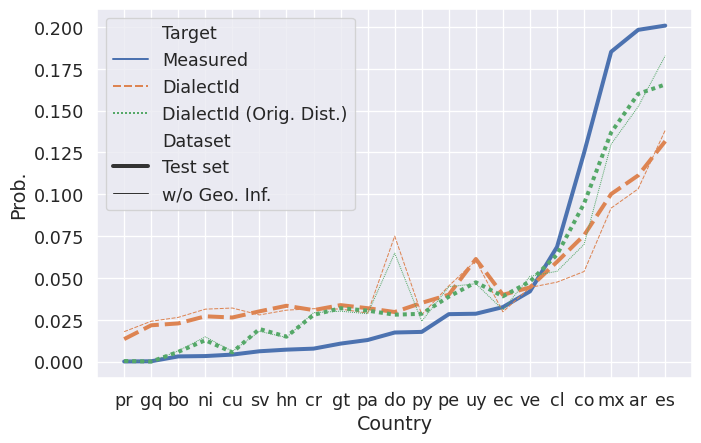 0.200
0.175
0.150
0.125
0.100
0.075
0.050
0.025
0.000
Prob.
Target
Measured
DialectId
DialectId (Orig. Dist.)
Dataset
Test set
w/o Geo. Inf.
pr gq bo ni cu sv hn cr gt pa do py pe uy ec ve cl co mx ar es
Country